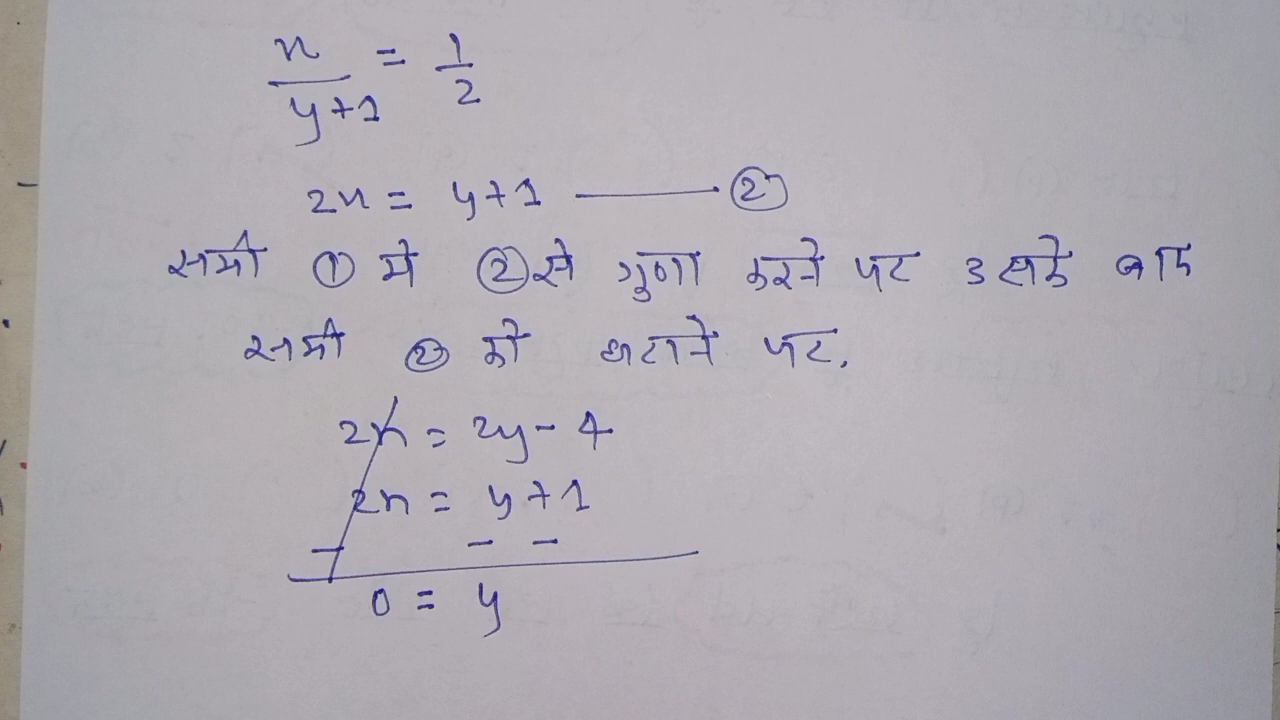 x/(y+1) = 1/2
2x = y+1 ——— ②
समी ① मे ② से गुणा करने पर उसके बाद
समी ② को घटाने पर,
2x = 2y - 4
2x = y + 1
- - -
0 = y